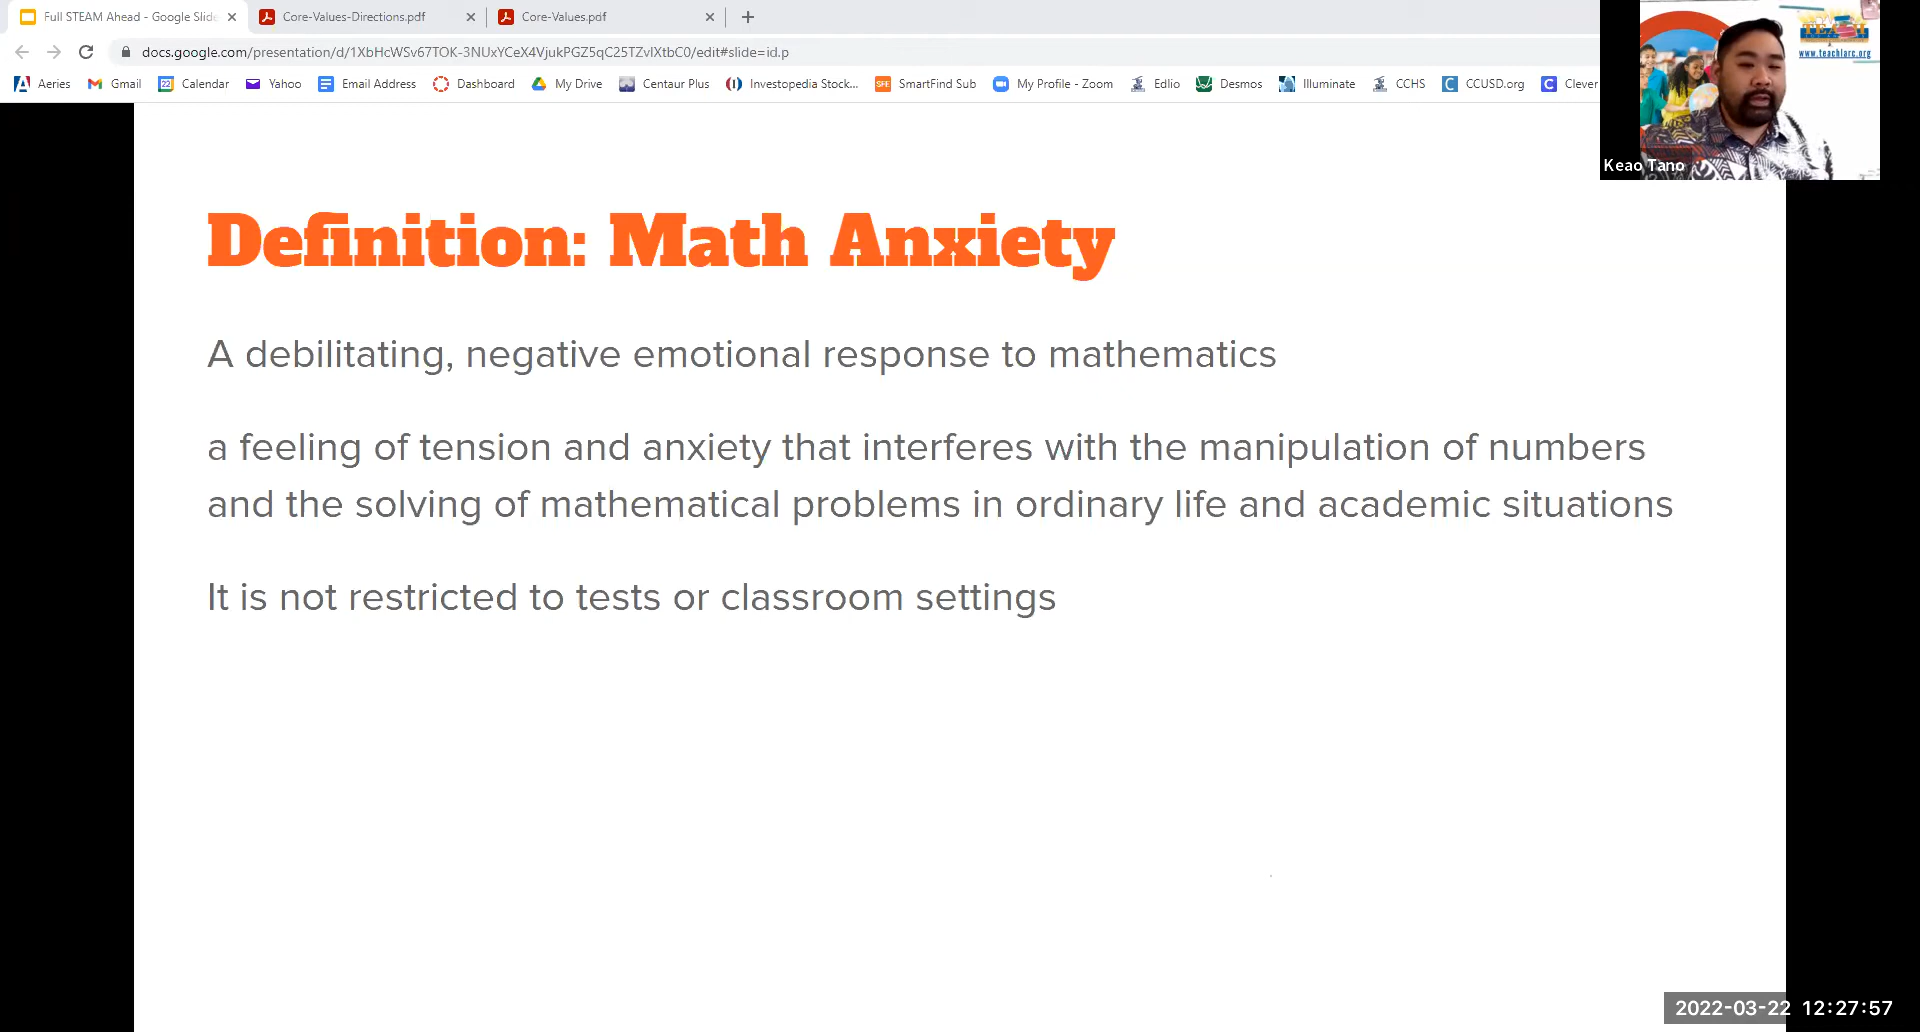 Full STEAM Ahead - Google Slide
Core-Values-Directions.pdf
Core-Values.pdf
docs.google.com/presentation/d/1XbHcWSv67TOK-3NUxYCeX4VjukPGZ5qC25TZvlXtbC0/edit#slide=id.p
Aeries Gmail Calendar Yahoo Email Address Dashboard My Drive Centaur Plus Investopedia Stock... SmartFind Sub My Profile - Zoom Edlio Desmos Illuminate CCHS CCUSD.org Clever
www.teachlarc.org
Keao Tano
Definition: Math Anxiety
A debilitating, negative emotional response to mathematics
a feeling of tension and anxiety that interferes with the manipulation of numbers
and the solving of mathematical problems in ordinary life and academic situations
It is not restricted to tests or classroom settings
2022-03-22 12:27:57